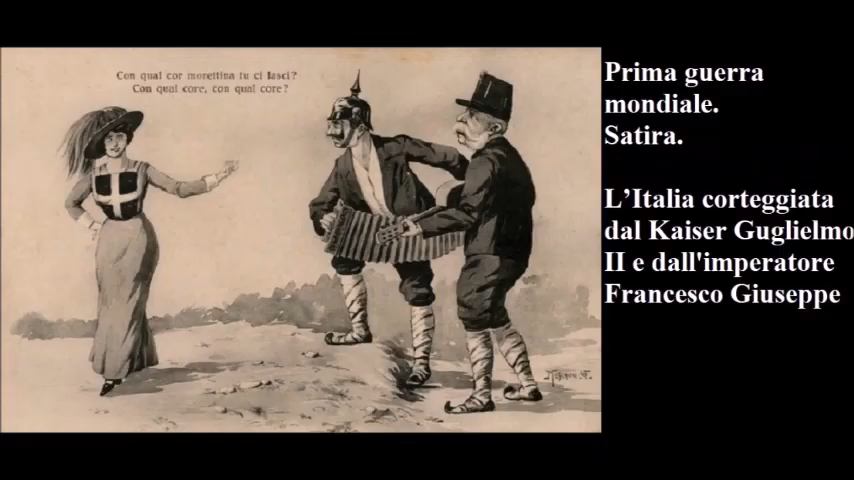 Con qual cor morettina tu ci lasci?
Con qual core, con qual core?
Prima guerra
mondiale.
Satira.
L’Italia corteggiata
dal Kaiser Guglielmo
II e dall'imperatore
Francesco Giuseppe